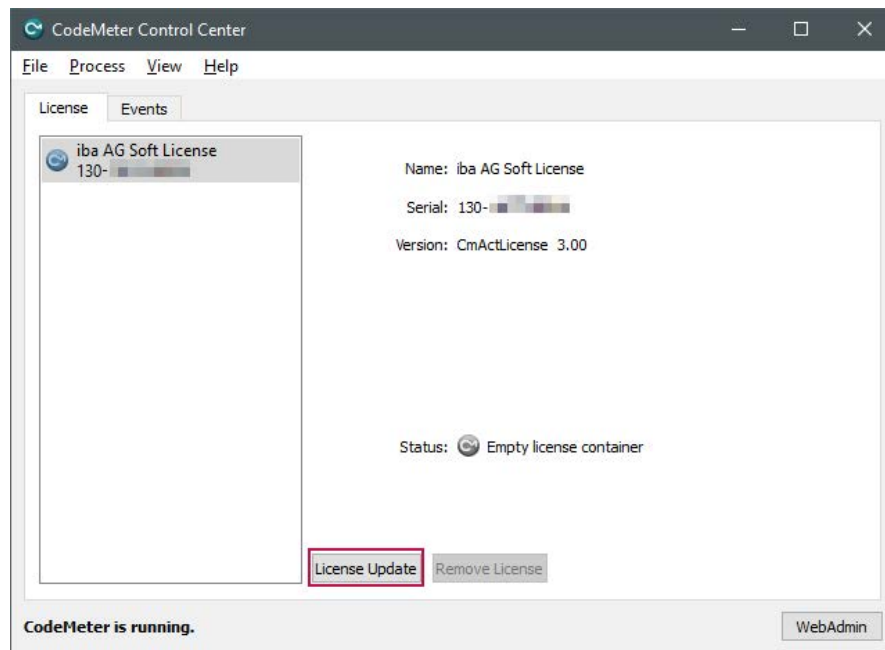 CodeMeter Control Center
File Process View Help
License Events
iba AG Soft License
130-
Name: iba AG Soft License
Serial: 130-
Version: CmActLicense 3.00
Status: Empty license container
License Update Remove License
CodeMeter is running.
WebAdmin